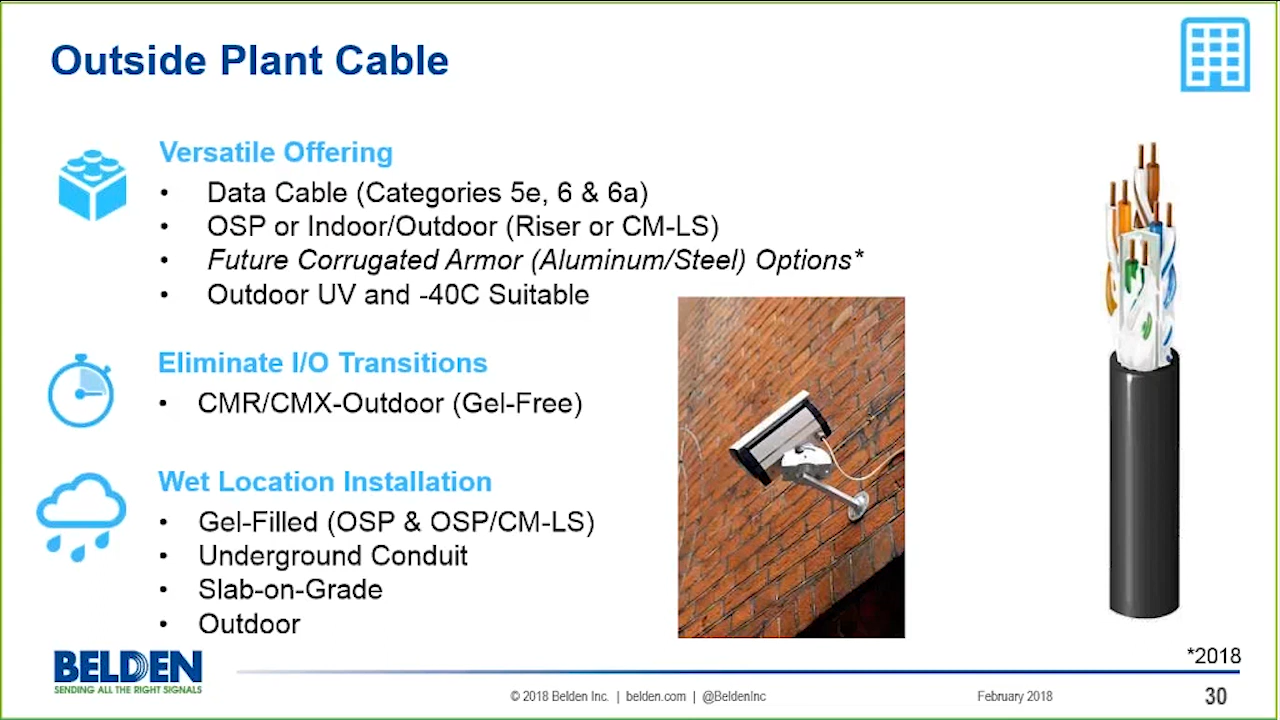 Outside Plant Cable
Versatile Offering
• Data Cable (Categories 5e, 6 & 6a)
• OSP or Indoor/Outdoor (Riser or CM-LS)
• Future Corrugated Armor (Aluminum/Steel) Options*
• Outdoor UV and -40C Suitable
Eliminate I/O Transitions
• CMR/CMX-Outdoor (Gel-Free)
Wet Location Installation
• Gel-Filled (OSP & OSP/CM-LS)
• Underground Conduit
• Slab-on-Grade
• Outdoor
*2018
BELDEN
SENDING ALL THE RIGHT SIGNALS
© 2018 Belden Inc. | belden.com | @BeldenInc
February 2018
30